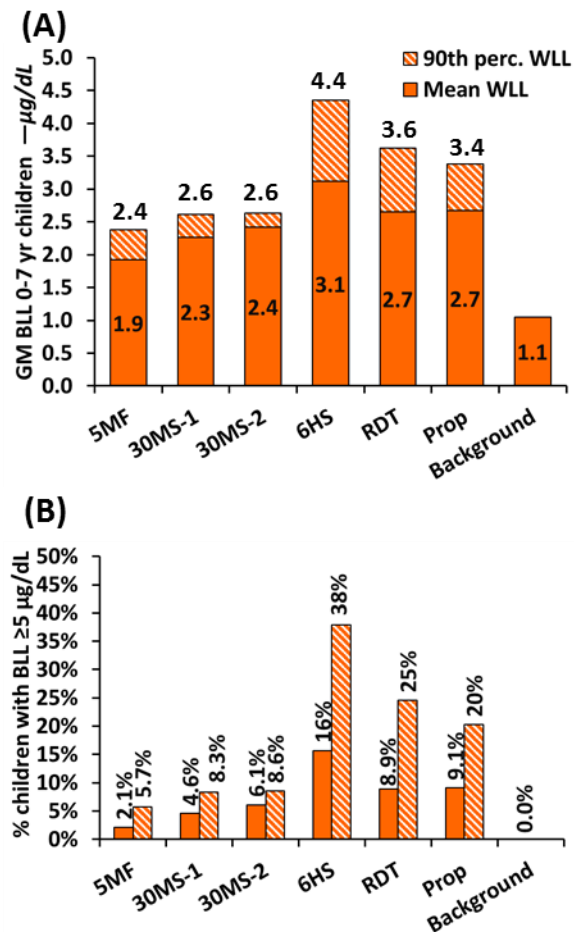 (A)
GM BLL 0-7 yr children —µg/dL
5.0
4.5
4.0
3.5
3.0
2.5
2.0
1.5
1.0
0.5
0.0
90th perc. WLL
Mean WLL
2.4
2.6
2.6
4.4
3.6
3.4
1.9
2.3
2.4
3.1
2.7
2.7
1.1
5MF
30MS-1
30MS-2
6HS
RDT
Prop
Background
(B)
% children with BLL ≥5 µg/dL
50%
45%
40%
35%
30%
25%
20%
15%
10%
5%
0%
2.1%
5.7%
4.6%
8.3%
6.1%
8.6%
16%
38%
8.9%
25%
9.1%
20%
0.0%
5MF
30MS-1
30MS-2
6HS
RDT
Prop
Background